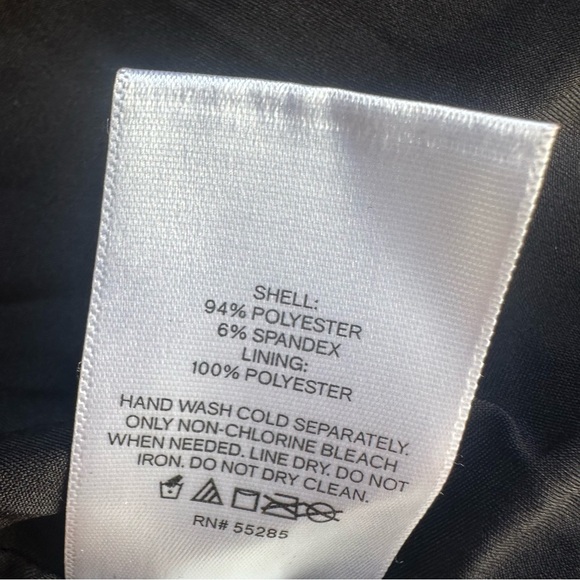 SHELL:
94% POLYESTER
6% SPANDEX
LINING:
100% POLYESTER
HAND WASH COLD SEPARATELY.
ONLY NON-CHLORINE BLEACH
WHEN NEEDED. LINE DRY. DO NOT
IRON. DO NOT DRY CLEAN.
RN# 55285